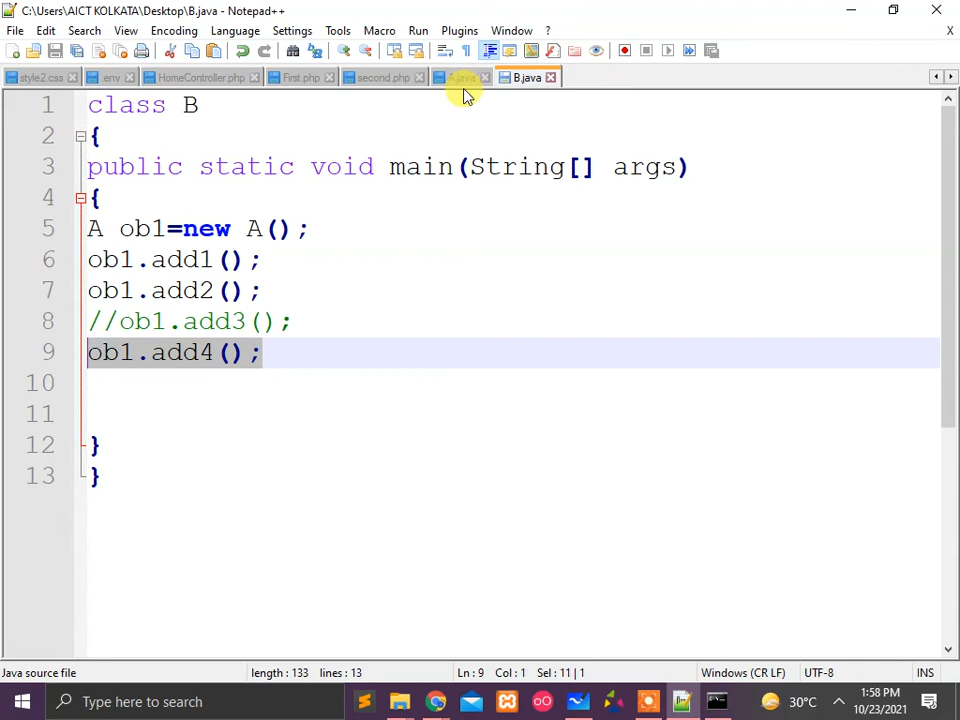 C:\Users\AICT KOLKATA\Desktop\B.java - Notepad++
File Edit Search View Encoding Language Settings Tools Macro Run Plugins Window ? X
style2.css .env HomeController.php First.php second.php A.java B.java
1 class B
2 {
3 public static void main(String[] args)
4 {
5 A ob1=new A();
6 ob1.add1();
7 ob1.add2();
8 //ob1.add3();
9 ob1.add4();
10
11
12 }
13 }
Java source file length : 133 lines : 13 Ln : 9 Col : 1 Sel : 11 | 1 Windows (CR LF) UTF-8 INS
Type here to search 30°C 1:58 PM
10/23/2021